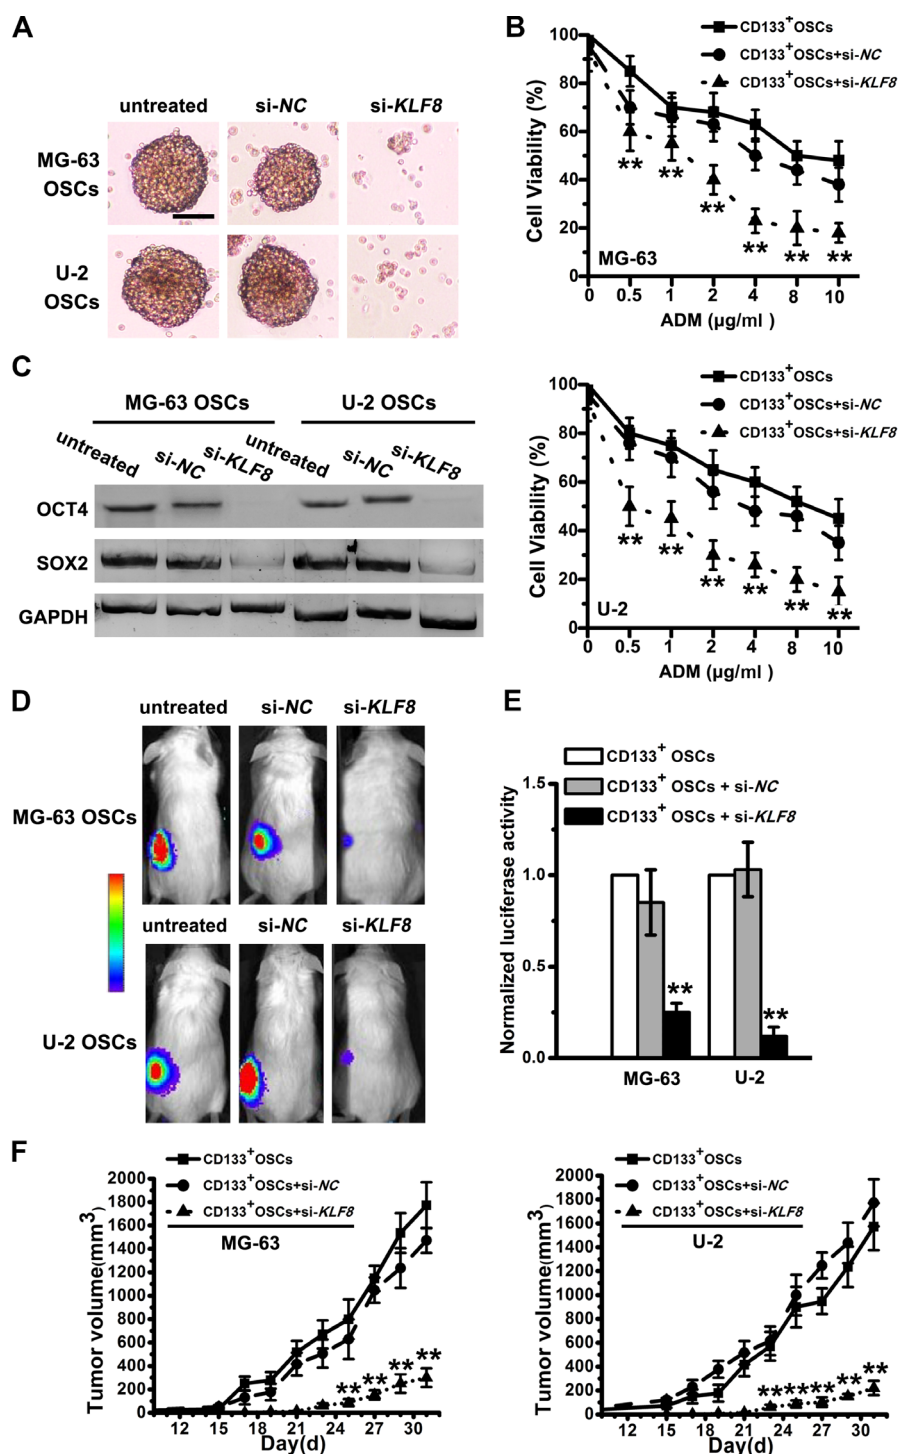 A
untreated si-NC si-KLF8
MG-63
OSCs
U-2
OSCs
B
CD133+OSCs
CD133+OSCs+si-NC
CD133+OSCs+si-KLF8
Cell Viability (%)
100
80
60
40
20
0
** ** ** ** ** **
MG-63
0 0.5 1 2 4 8 10
ADM (µg/ml )
CD133+OSCs
CD133+OSCs+si-NC
CD133+OSCs+si-KLF8
Cell Viability (%)
100
80
60
40
20
0
** ** ** ** ** **
U-2
0 0.5 1 2 4 8 10
ADM (µg/ml )
C
MG-63 OSCs U-2 OSCs
untreated si-NC si-KLF8 untreated si-NC si-KLF8
OCT4
SOX2
GAPDH
D
untreated si-NC si-KLF8
MG-63 OSCs
untreated si-NC si-KLF8
U-2 OSCs
E
CD133+ OSCs
CD133+ OSCs + si-NC
CD133+ OSCs + si-KLF8
Normalized luciferase activity
1.5
1.0
0.5
0.0
** **
MG-63 U-2
F
CD133+OSCs
CD133+OSCs+si-NC
CD133+OSCs+si-KLF8
MG-63
Tumor volume(mm3)
2000
1800
1600
1400
1200
1000
800
600
400
200
0
** ** ** **
12 15 18 21 24 27 30
Day(d)
CD133+OSCs
CD133+OSCs+si-NC
CD133+OSCs+si-KLF8
U-2
Tumor volume(mm3)
2000
1800
1600
1400
1200
1000
800
600
400
200
0
** ** ** ** **
12 15 18 21 24 27 30
Day(d)